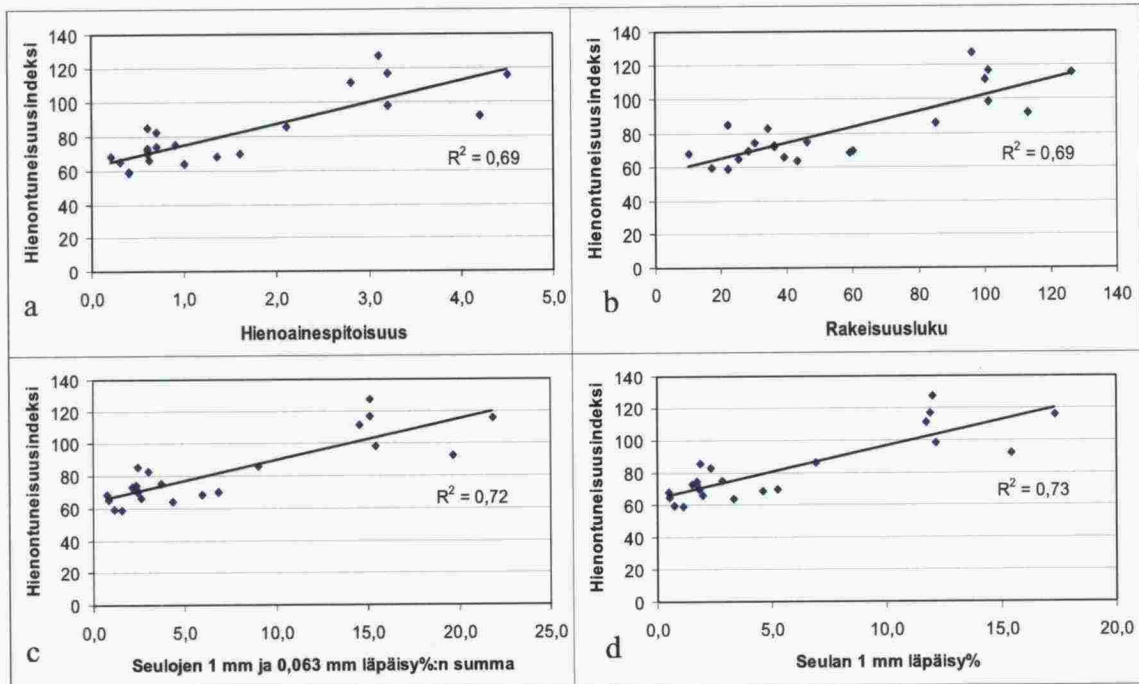 Hienontuneisuusindeksi
140
120
100
80
60
40
20
0
R² = 0,69
0,0 1,0 2,0 3,0 4,0 5,0
a
Hienoainespitoisuus
Hienontuneisuusindeksi
140
120
100
80
60
40
20
0
R² = 0,69
0 20 40 60 80 100 120 140
b
Rakeisuusluku
Hienontuneisuusindeksi
140
120
100
80
60
40
20
0
R² = 0,72
0,0 5,0 10,0 15,0 20,0 25,0
c
Seulojen 1 mm ja 0,063 mm läpäisy%:n summa
Hienontuneisuusindeksi
140
120
100
80
60
40
20
0
R² = 0,73
0,0 5,0 10,0 15,0 20,0
d
Seulan 1 mm läpäisy%